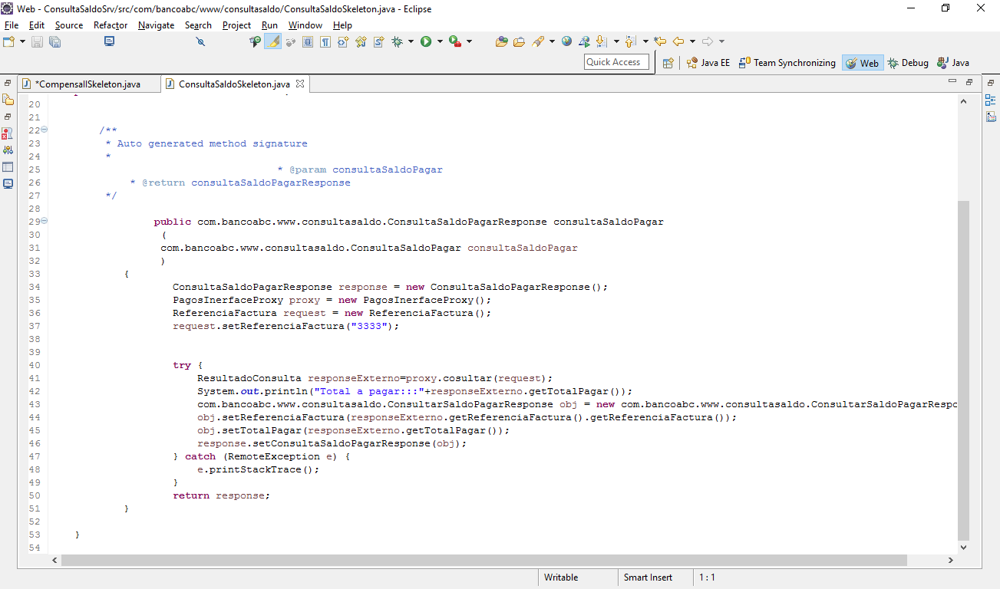 Web - ConsultaSaldoSrv/src/com/bancoabc/www/consultasaldo/ConsultaSaldoSkeleton.java - Eclipse
File Edit Source Refactor Navigate Search Project Run Window Help
Quick Access
Java EE
Team Synchronizing
Web
Debug
Java
*CompensallSkeleton.java
ConsultaSaldoSkeleton.java
20
21
22 /**
23 * Auto generated method signature
24 *
25 * @param consultaSaldoPagar
26 * @return consultaSaldoPagarResponse
27 */
28
29 public com.bancoabc.www.consultasaldo.ConsultaSaldoPagarResponse consultaSaldoPagar
30 (
31 com.bancoabc.www.consultasaldo.ConsultaSaldoPagar consultaSaldoPagar
32 )
33 {
34 ConsultaSaldoPagarResponse response = new ConsultaSaldoPagarResponse();
35 PagosInerfaceProxy proxy = new PagosInerfaceProxy();
36 ReferenciaFactura request = new ReferenciaFactura();
37 request.setReferenciaFactura("3333");
38
39
40 try {
41 ResultadoConsulta responseExterno=proxy.cosultar(request);
42 System.out.println("Total a pagar:::"+responseExterno.getTotalPagar());
43 com.bancoabc.www.consultasaldo.ConsultarSaldoPagarResponse obj = new com.bancoabc.www.consultasaldo.ConsultarSaldoPagarRespo
44 obj.setReferenciaFactura(responseExterno.getReferenciaFactura().getReferenciaFactura());
45 obj.setTotalPagar(responseExterno.getTotalPagar());
46 response.setConsultaSaldoPagarResponse(obj);
47 } catch (RemoteException e) {
48 e.printStackTrace();
49 }
50 return response;
51 }
52
53 }
54
Writable
Smart Insert
1 : 1